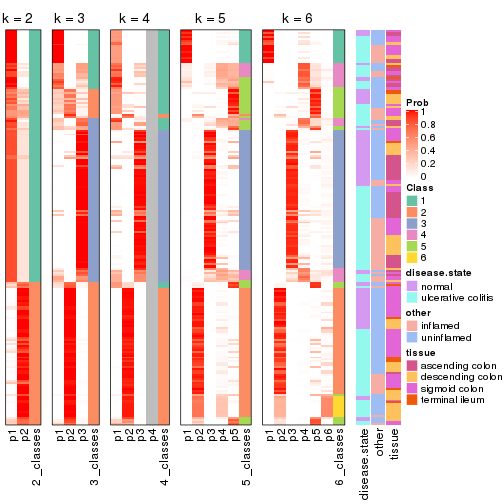 k = 2
k = 3
k = 4
k = 5
k = 6
p1
p2
2_classes
p1
p2
p3
3_classes
p1
p2
p3
p4
4_classes
p1
p2
p3
p4
p5
5_classes
p1
p2
p3
p4
p5
p6
6_classes
disease.state
other
tissue
Prob
1
0.8
0.6
0.4
0.2
0
Class
1
2
3
4
5
6
disease.state
normal
ulcerative colitis
other
inflamed
uninflamed
tissue
ascending colon
descending colon
sigmoid colon
terminal ileum